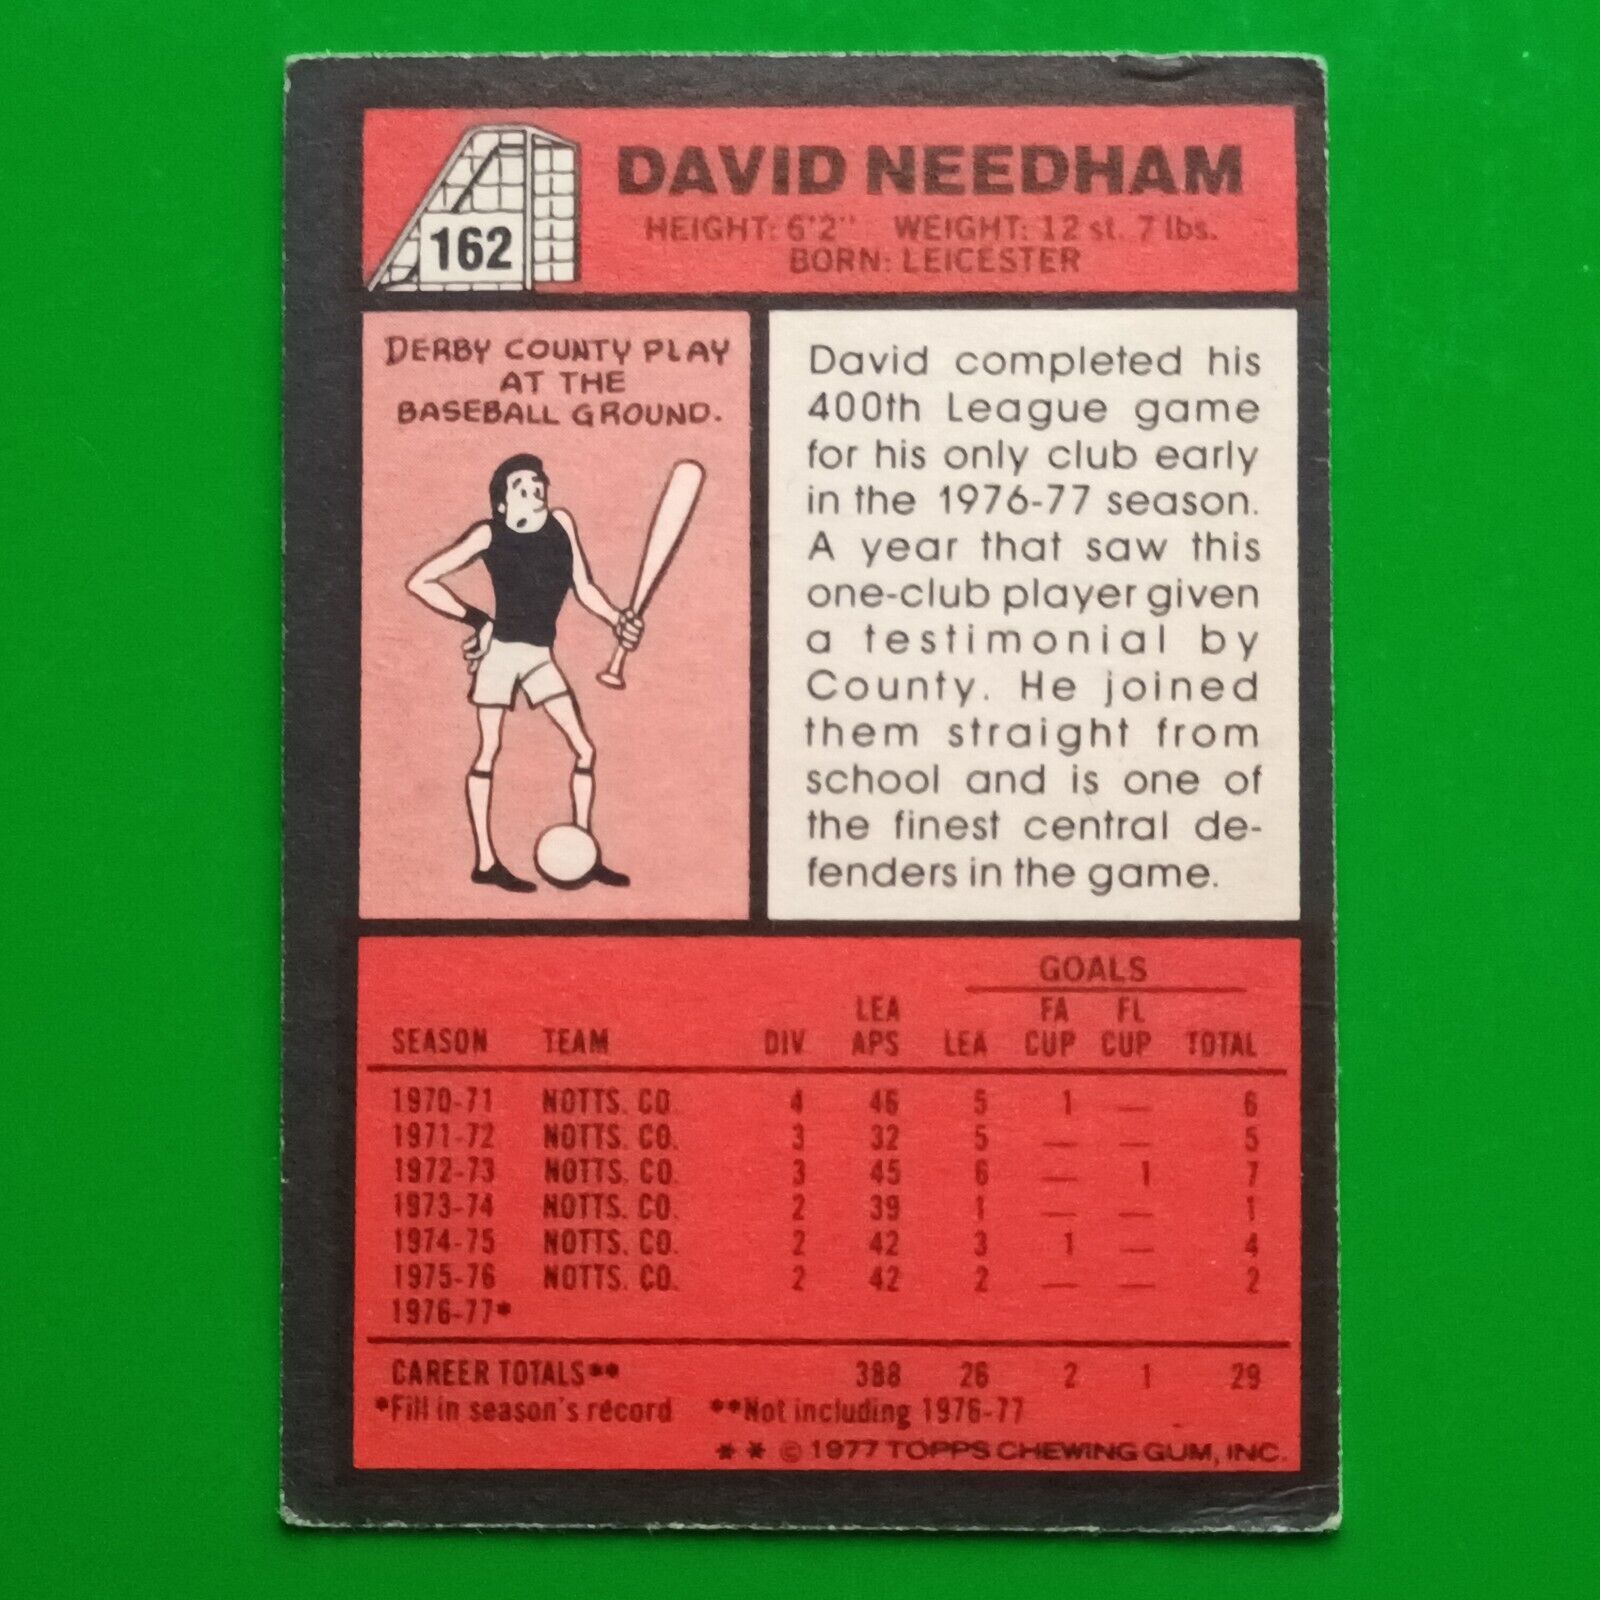 162
DAVID NEEDHAM
HEIGHT: 6'2" WEIGHT: 12 st. 7 lbs.
BORN: LEICESTER
DERBY COUNTY PLAY
AT THE
BASEBALL GROUND.
David completed his
400th League game
for his only club early
in the 1976-77 season.
A year that saw this
one-club player given
a testimonial by
County. He joined
them straight from
school and is one of
the finest central de-
fenders in the game.
GOALS
LEA FA FL
SEASON TEAM DIV APS LEA CUP CUP TOTAL
1970-71 NOTTS. CO 4 46 5 1 — 6
1971-72 NOTTS. CO. 3 32 5 — — 5
1972-73 NOTTS. CO. 3 45 6 — 1 7
1973-74 NOTTS. CO. 2 39 1 — — 1
1974-75 NOTTS. CO. 2 42 3 1 — 4
1975-76 NOTTS. CO. 2 42 2 — — 2
1976-77*
CAREER TOTALS** 388 26 2 1 29
*Fill in season's record **Not including 1976-77
* * © 1977 TOPPS CHEWING GUM, INC.